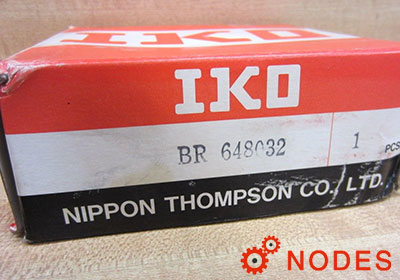 IKO
BR 648032 1 PCS
NIPPON THOMPSON CO., LTD.
NODES